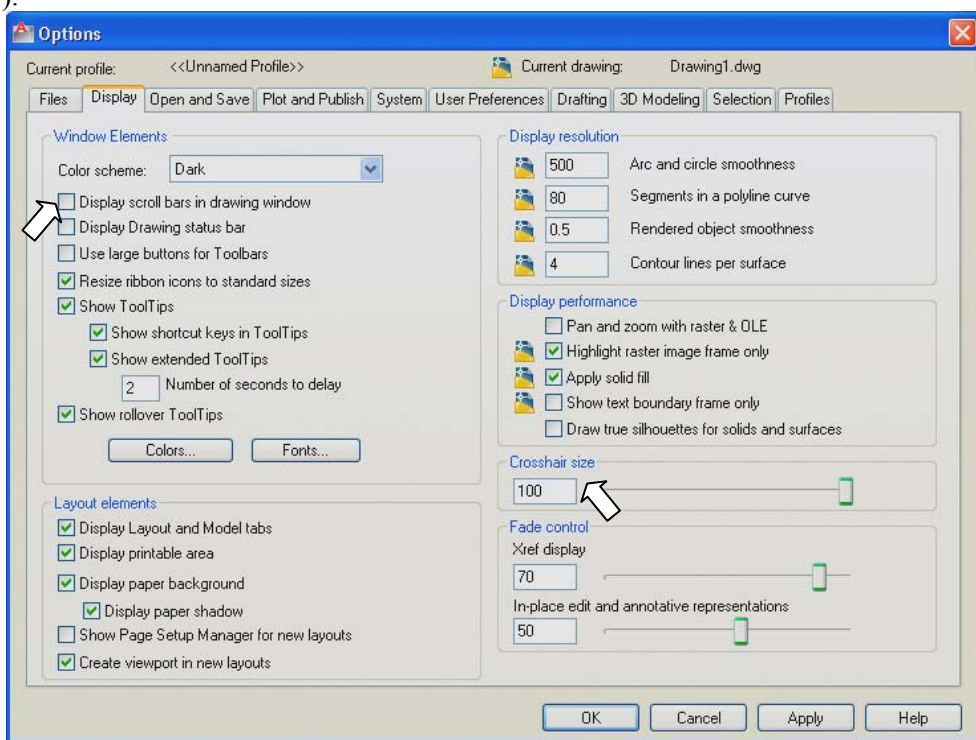 ).
Options
Current profile: <<Unnamed Profile>> Current drawing: Drawing1.dwg
Files Display Open and Save Plot and Publish System User Preferences Drafting 3D Modeling Selection Profiles
Window Elements
Color scheme: Dark
Display scroll bars in drawing window
Display Drawing status bar
Use large buttons for Toolbars
Resize ribbon icons to standard sizes
Show ToolTips
Show shortcut keys in ToolTips
Show extended ToolTips
2 Number of seconds to delay
Show rollover ToolTips
Colors... Fonts...
Layout elements
Display Layout and Model tabs
Display printable area
Display paper background
Display paper shadow
Show Page Setup Manager for new layouts
Create viewport in new layouts
Display resolution
500 Arc and circle smoothness
80 Segments in a polyline curve
0.5 Rendered object smoothness
4 Contour lines per surface
Display performance
Pan and zoom with raster & OLE
Highlight raster image frame only
Apply solid fill
Show text boundary frame only
Draw true silhouettes for solids and surfaces
Crosshair size
100
Fade control
Xref display
70
In-place edit and annotative representations
50
OK Cancel Apply Help